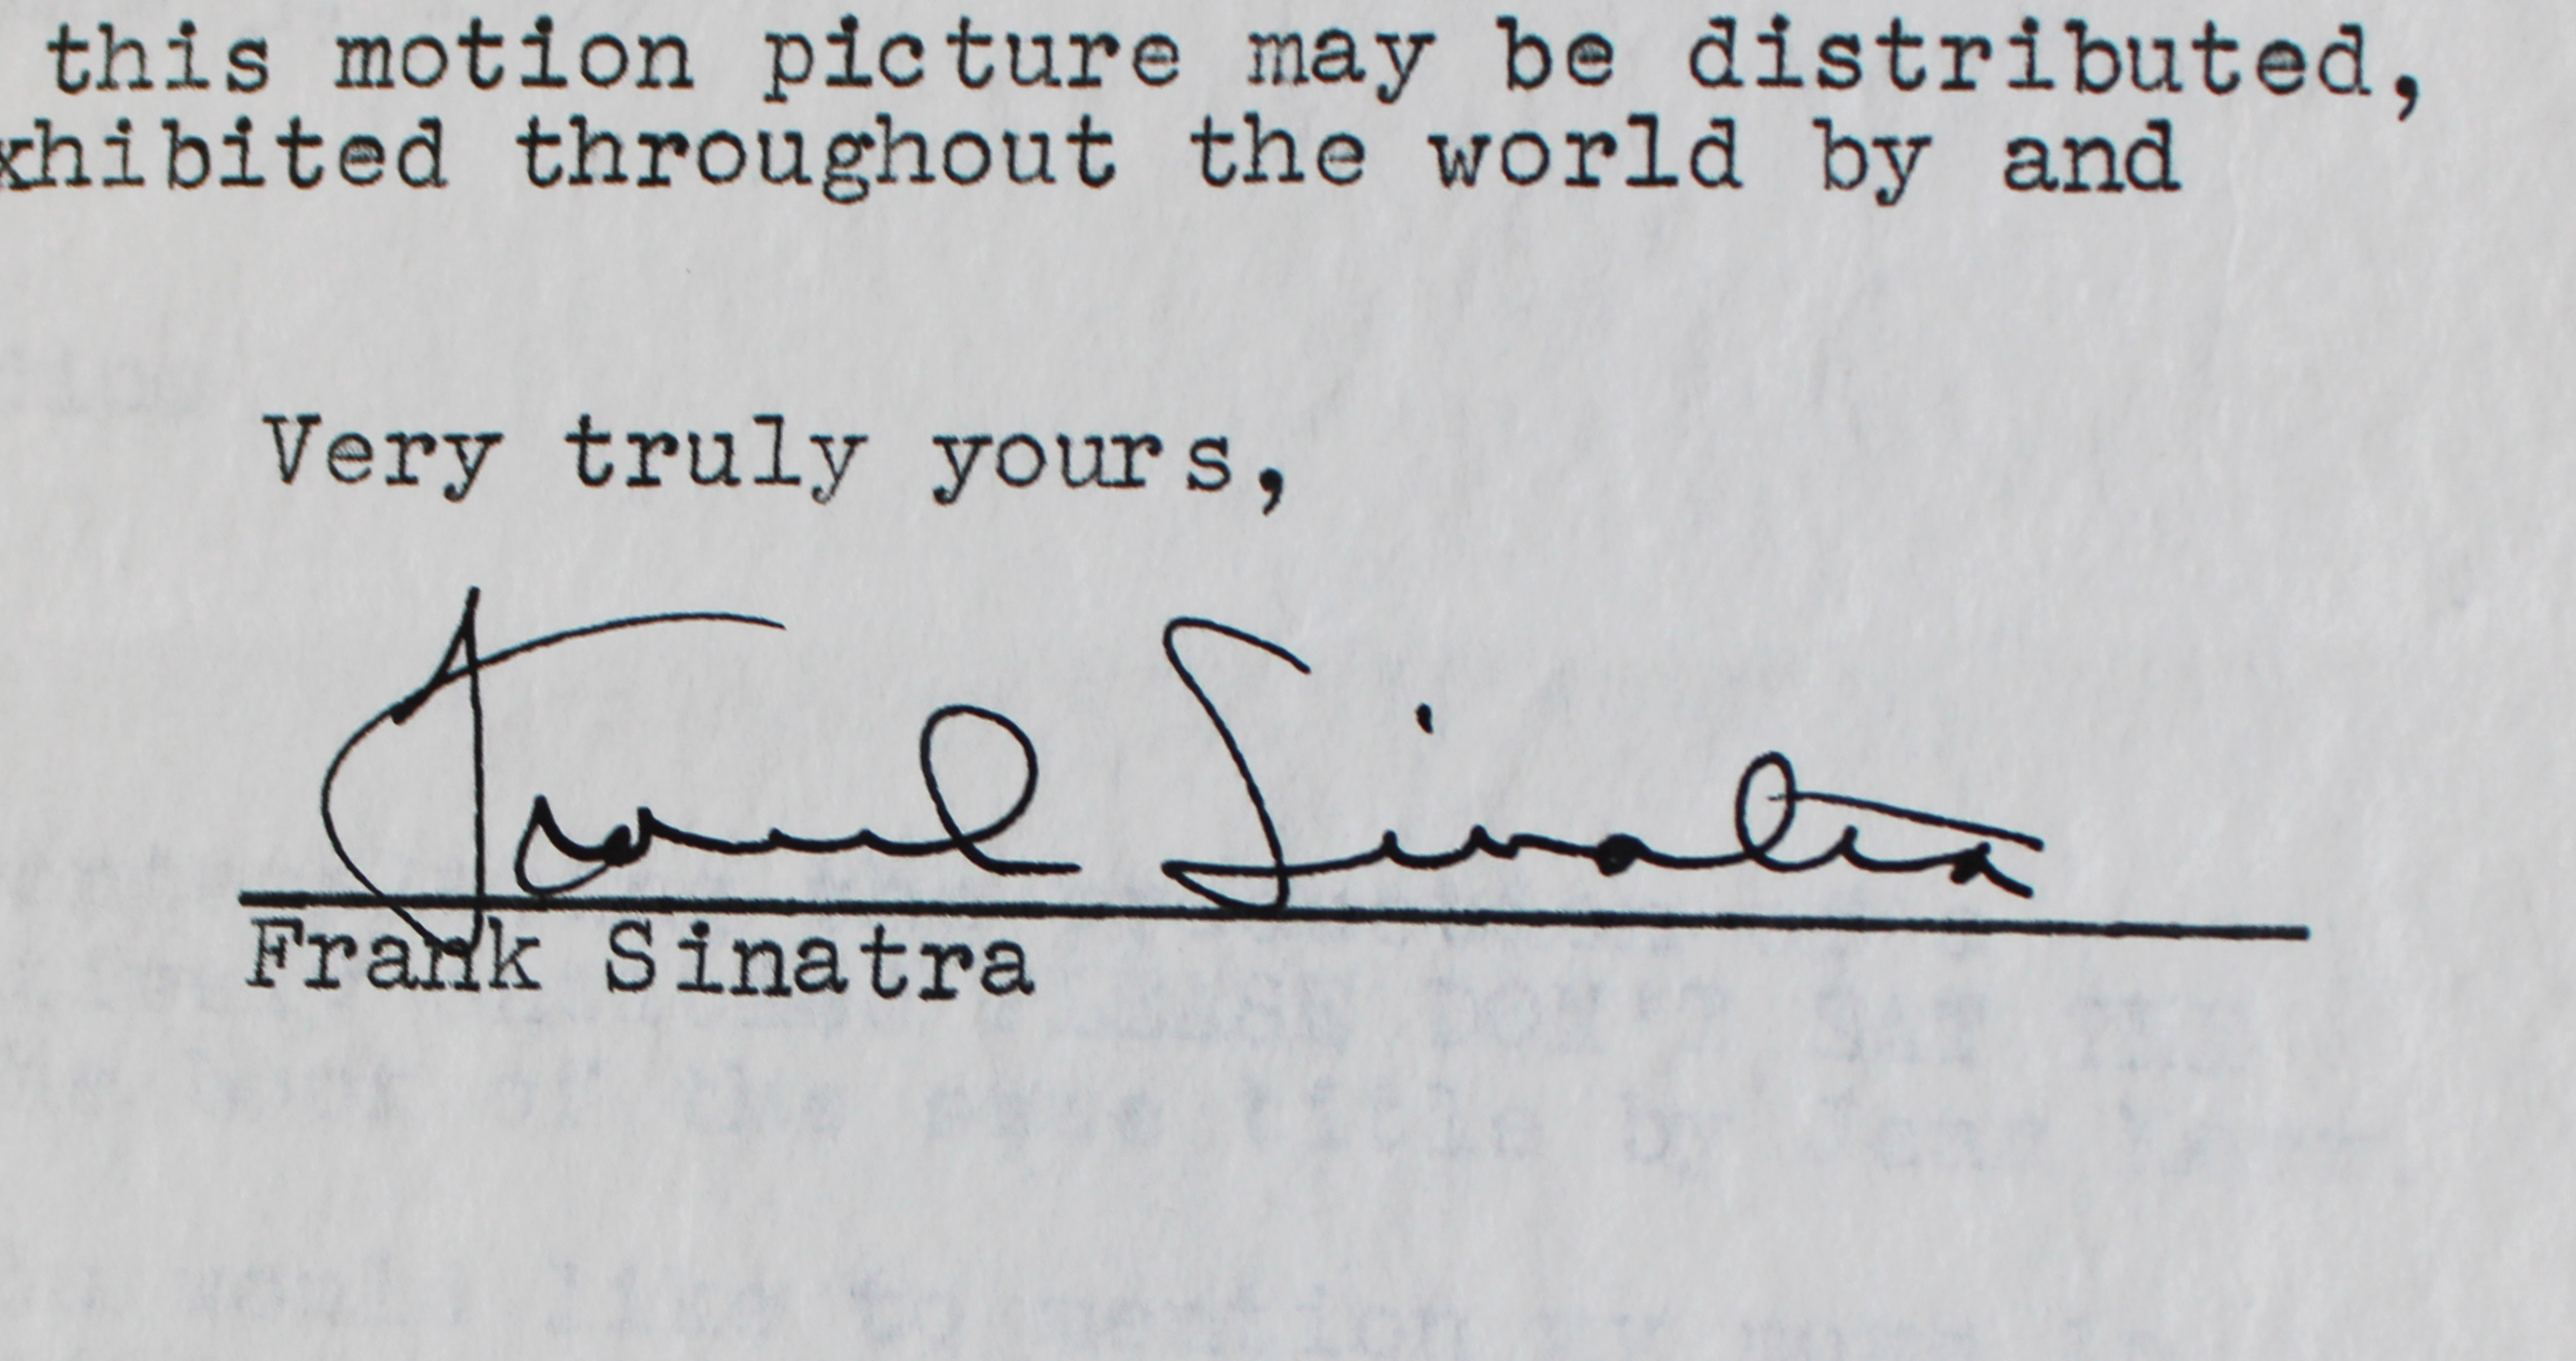 this motion picture may be distributed,
xhibited throughout the world by and
Very truly yours,
Frank Sinatra
Frank Sinatra